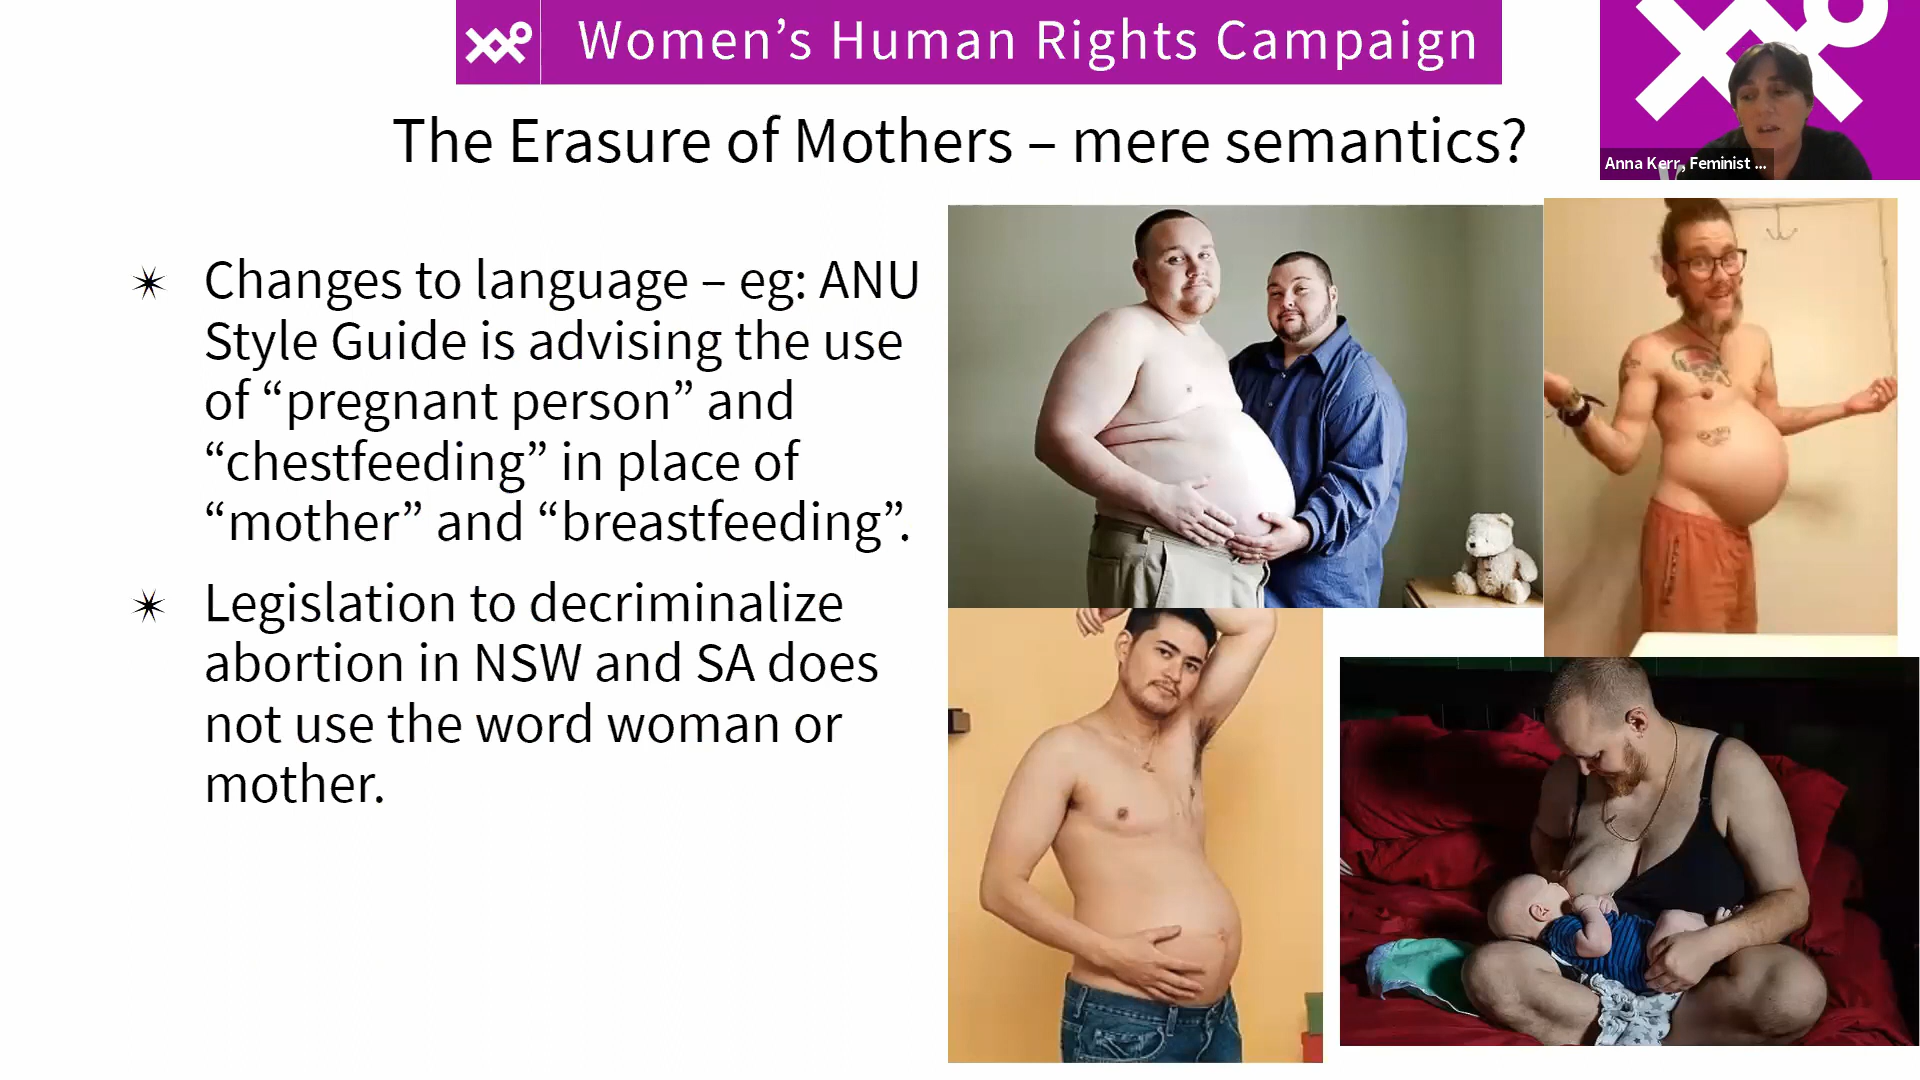 Women’s Human Rights Campaign
The Erasure of Mothers – mere semantics?
Anna Kerr, Feminist ...
Changes to language – eg: ANU
Style Guide is advising the use
of “pregnant person” and
“chestfeeding” in place of
“mother” and “breastfeeding”.
Legislation to decriminalize
abortion in NSW and SA does
not use the word woman or
mother.